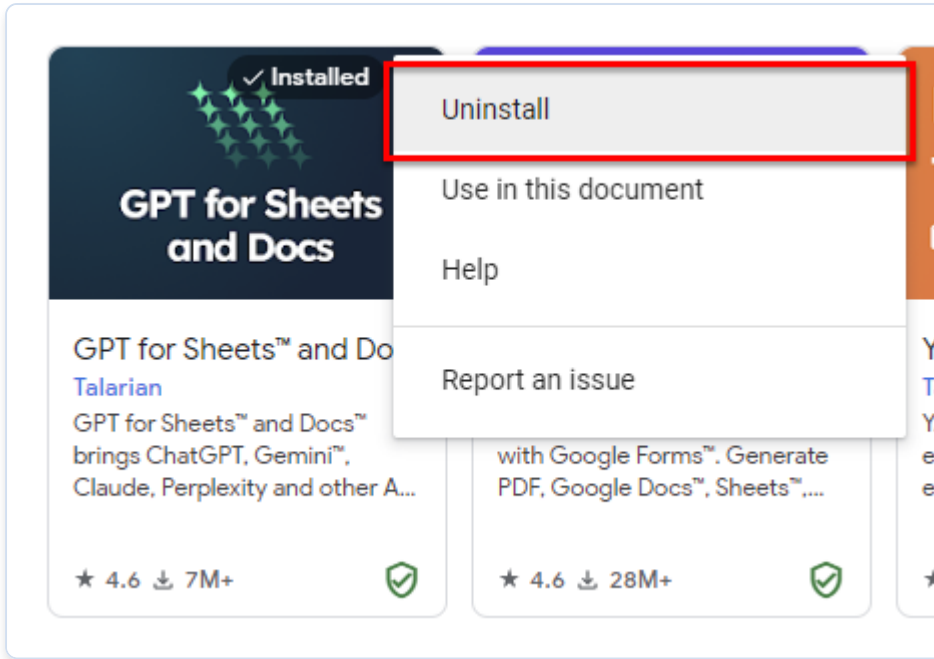 Installed
GPT for Sheets
and Docs
GPT for Sheets™ and Do
Talarian
GPT for Sheets™ and Docs™
brings ChatGPT, Gemini™,
Claude, Perplexity and other A...
★ 4.6 7M+
Uninstall
Use in this document
Help
Report an issue
with Google Forms™. Generate
PDF, Google Docs™, Sheets™,...
★ 4.6 28M+
Y
T
Y
e
e